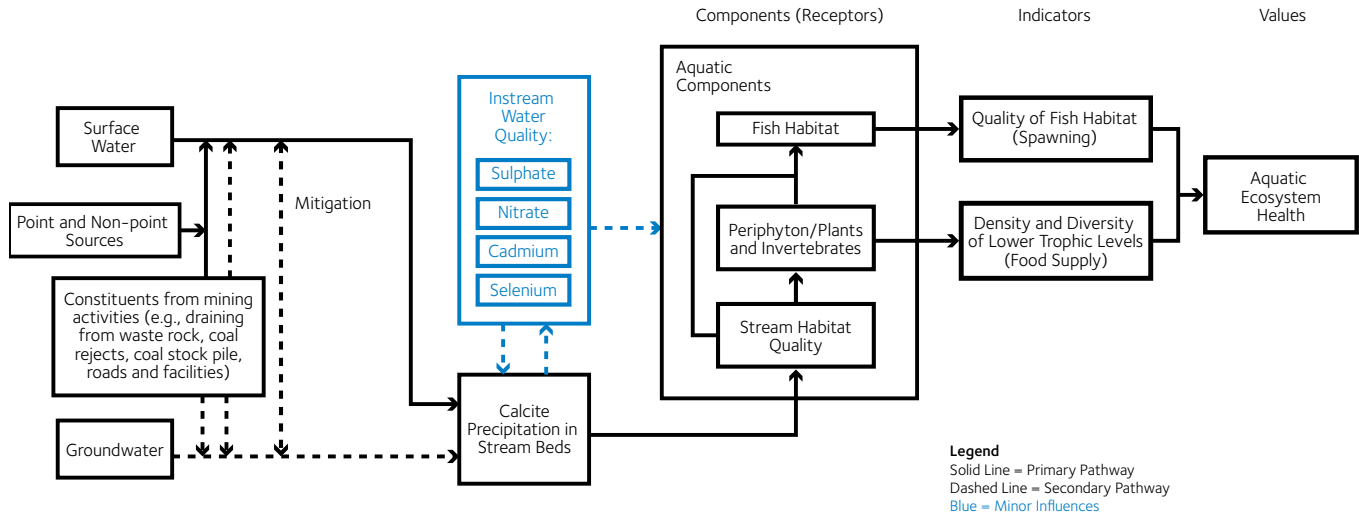 Components (Receptors)
Indicators
Values
Surface
Water
Point and Non-point
Sources
Constituents from mining
activities (e.g., draining
from waste rock, coal
rejects, coal stock pile,
roads and facilities)
Groundwater
Mitigation
Instream
Water
Quality:
Sulphate
Nitrate
Cadmium
Selenium
Calcite
Precipitation in
Stream Beds
Aquatic
Components
Fish Habitat
Periphyton/Plants
and Invertebrates
Stream Habitat
Quality
Quality of Fish Habitat
(Spawning)
Density and Diversity
of Lower Trophic Levels
(Food Supply)
Aquatic
Ecosystem
Health
Legend
Solid Line = Primary Pathway
Dashed Line = Secondary Pathway
Blue = Minor Influences